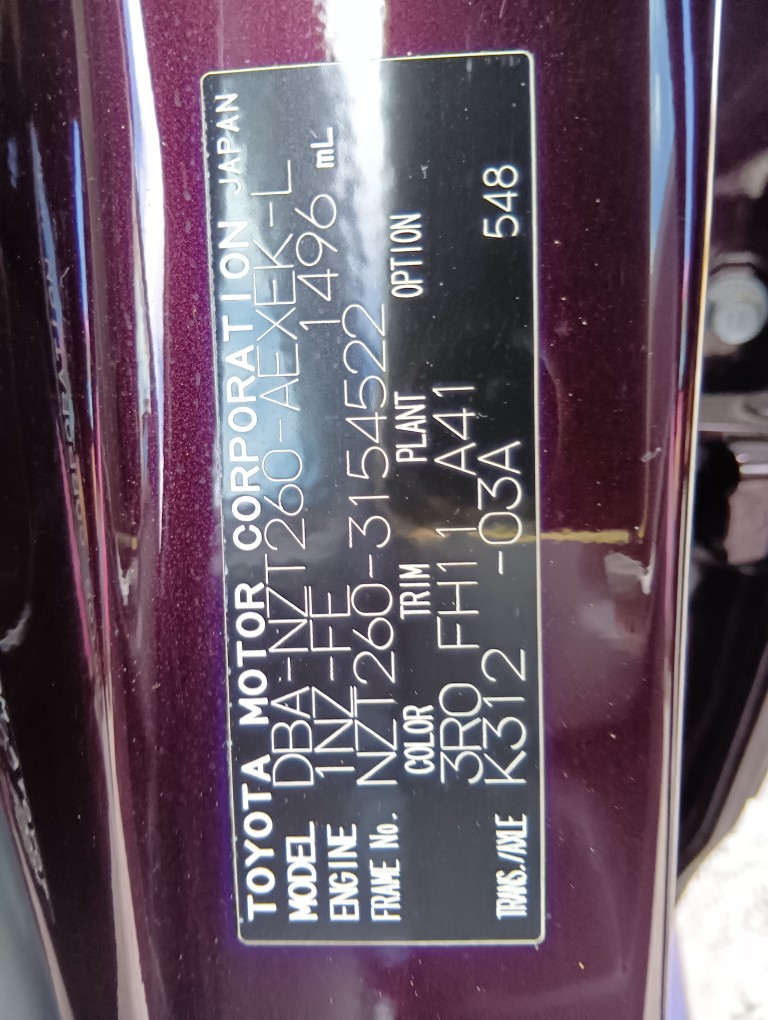 TOYOTA MOTOR CORPORATION JAPAN
MODEL DBA-NZT260-AEXEK-L
ENGINE 1NZ-FE 1496 mL
FRAME No. NZT260-3154522
COLOR TRIM PLANT OPTION
3R0 FH11 A41
TRANS./AXLE K312 -03A 548